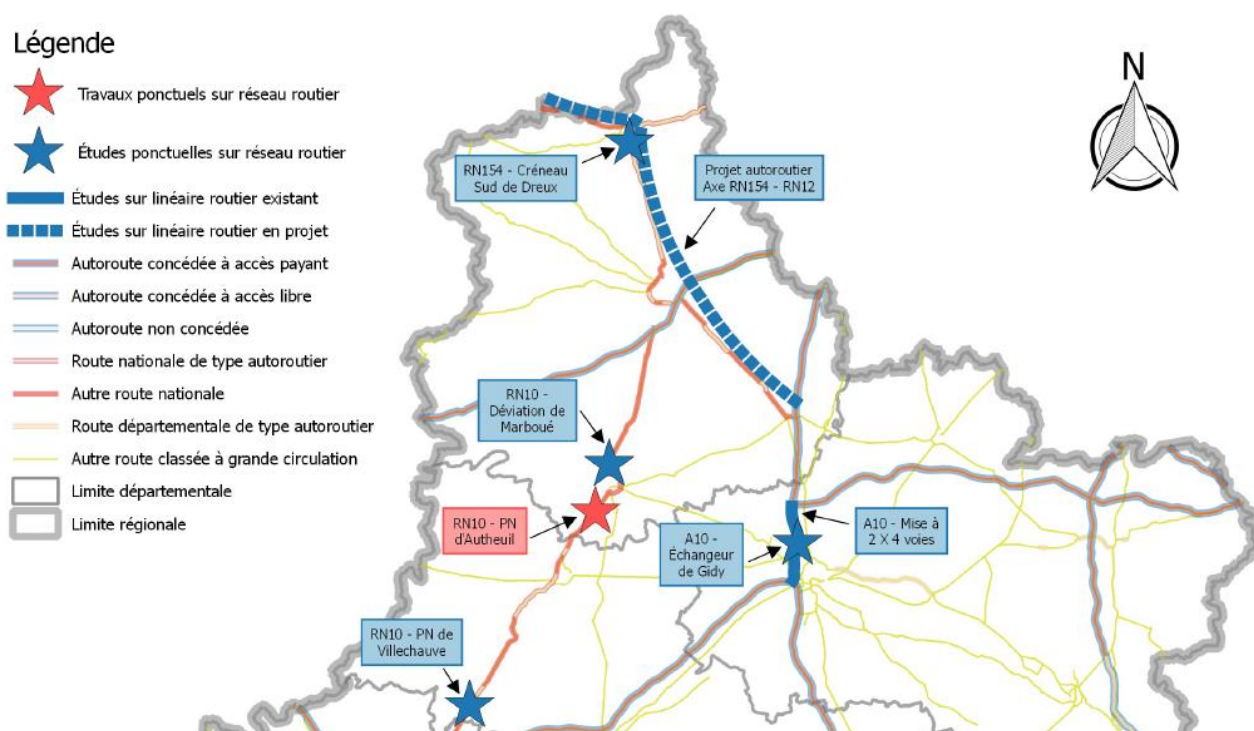 Légende
Travaux ponctuels sur réseau routier
Études ponctuelles sur réseau routier
Études sur linéaire routier existant
Études sur linéaire routier en projet
Autoroute concédée à accès payant
Autoroute concédée à accès libre
Autoroute non concédée
Route nationale de type autoroutier
Autre route nationale
Route départementale de type autoroutier
Autre route classée à grande circulation
Limite départementale
Limite régionale
N
RN154 - Créneau
Sud de Dreux
Projet autoroutier
Axe RN154 - RN12
RN10 -
Déviation de
Marboué
RN10 - PN
d'Autheuil
A10 -
Échangeur
de Gidy
A10 - Mise à
2 X 4 voies
RN10 - PN de
Villechauve